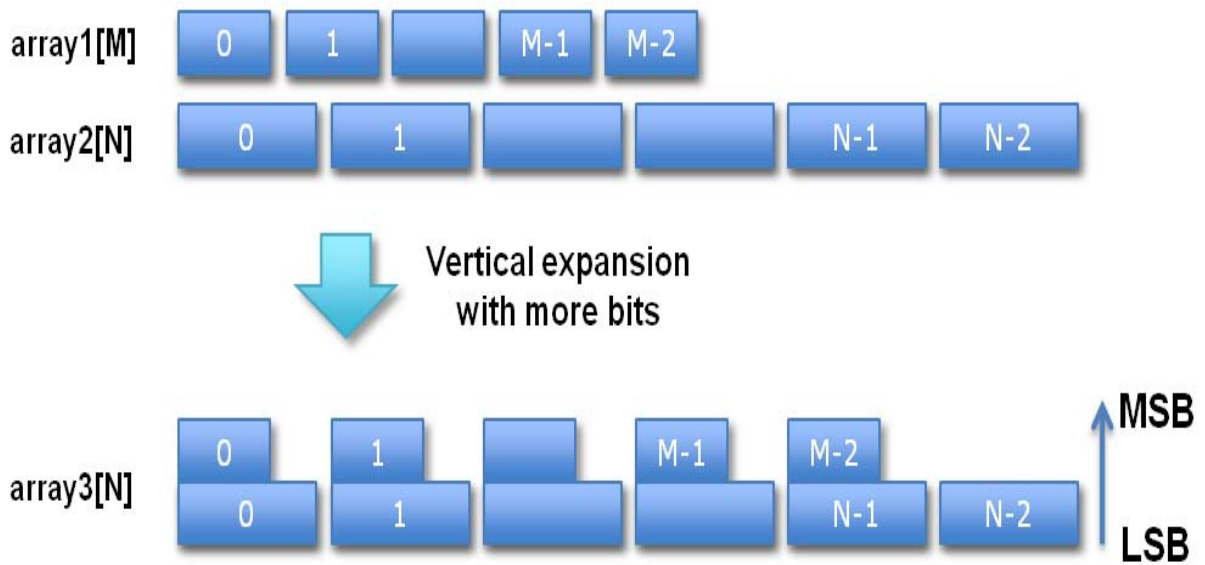 array1[M] 0 1 M-1 M-2
array2[N] 0 1 N-1 N-2
Vertical expansion
with more bits
MSB
0 1 M-1 M-2
array3[N]
0 1 N-1 N-2
LSB